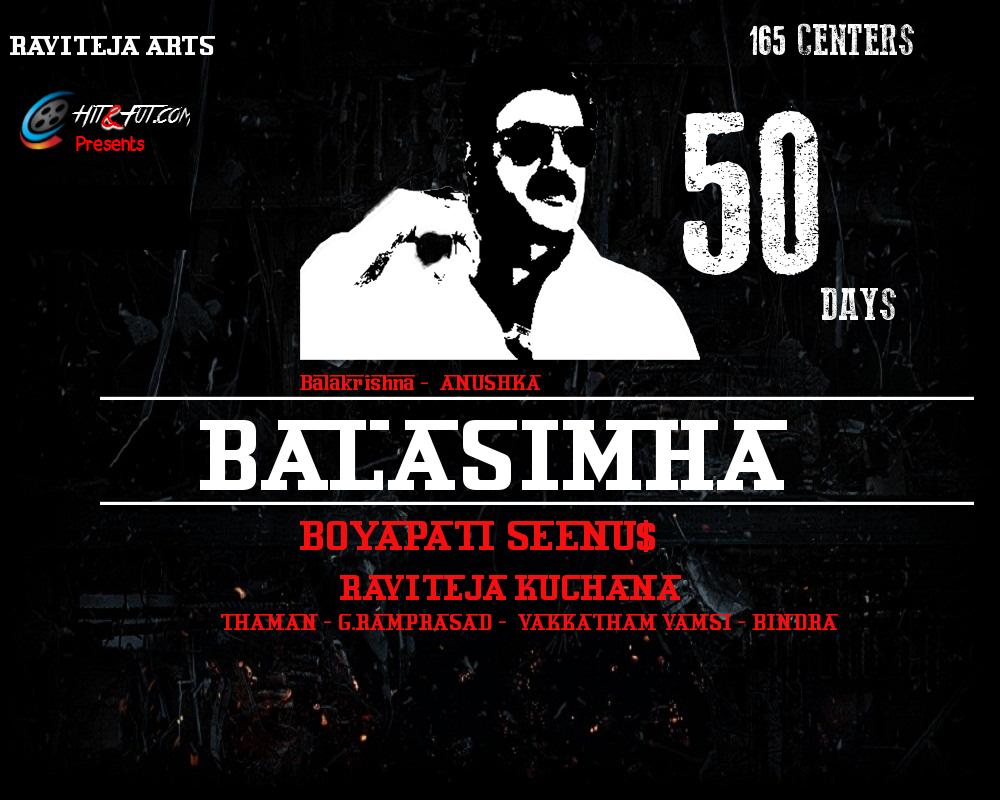 RAVITEJA ARTS
165 CENTERS
HIT&FUT.COM
Presents
50
DAYS
Balakrishna - ANUSHKA
BALASIMHA
BOYAPATI SEENU$
RAVITEJA KUCHANA
THAMAN - G.RAMPRASAD - VAKKATHAM VAMSI - BINDRA